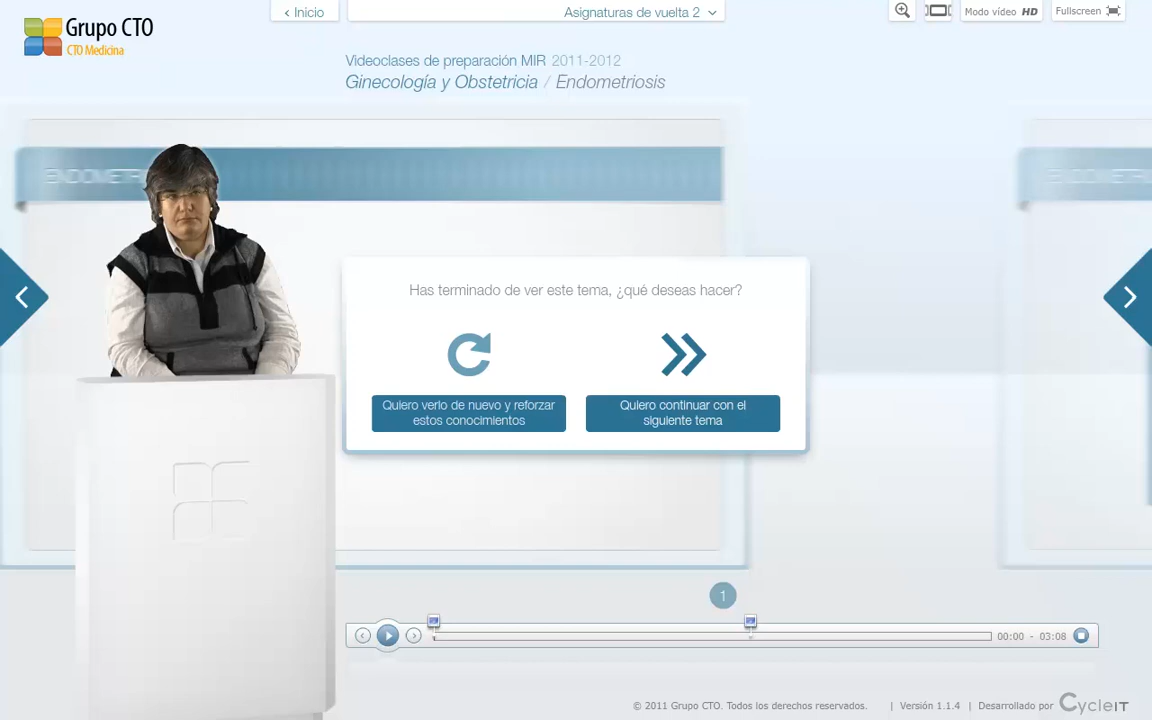 ‹ Inicio
Asignaturas de vuelta 2
Modo vídeo HD
Fullscreen
Grupo CTO
CTO Medicina
Videoclases de preparación MIR 2011-2012
Ginecología y Obstetricia / Endometriosis
Has terminado de ver este tema, ¿qué deseas hacer?
Quiero verlo de nuevo y reforzar
estos conocimientos
Quiero continuar con el
siguiente tema
1
00:00 - 03:08
© 2011 Grupo CTO. Todos los derechos reservados. | Versión 1.1.4 | Desarrollado por CycleIT